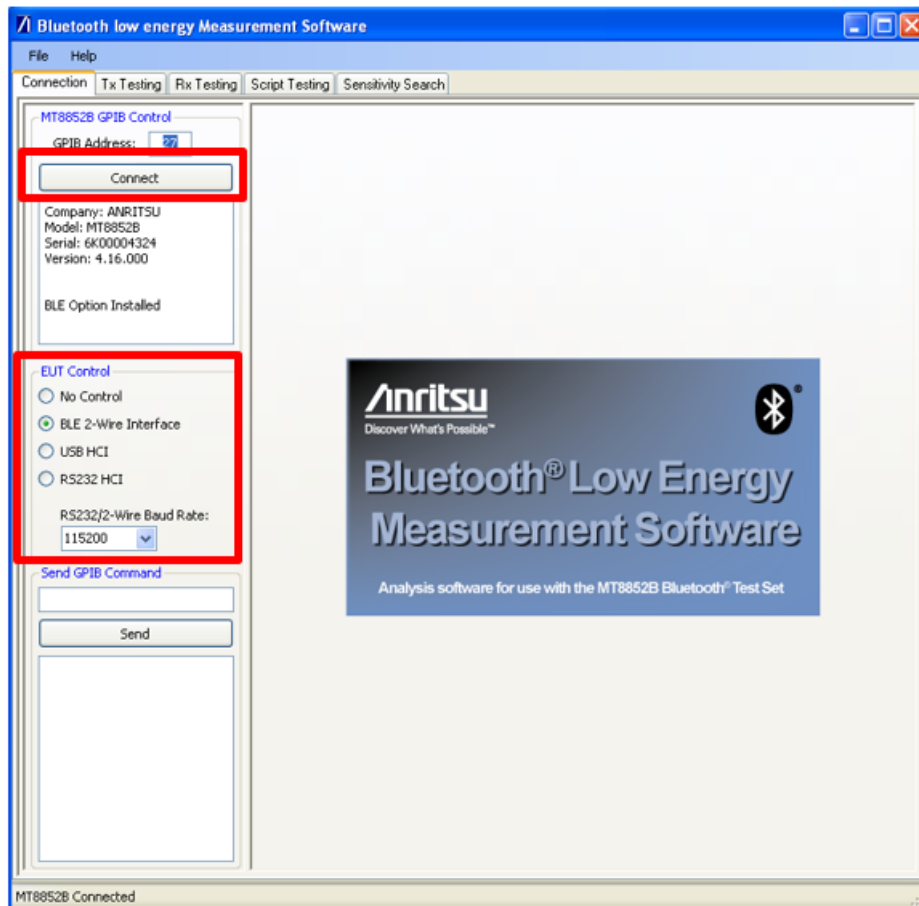 Bluetooth low energy Measurement Software
File Help
Connection Tx Testing Rx Testing Script Testing Sensitivity Search
MT8852B GPIB Control
GPIB Address: 27
Connect
Company: ANRITSU
Model: MT8852B
Serial: 6K00004324
Version: 4.16.000
BLE Option Installed
EUT Control
No Control
BLE 2-Wire Interface
USB HCI
RS232 HCI
RS232/2-Wire Baud Rate:
115200
Send GPIB Command
Send
Anritsu
Discover What's Possible™
Bluetooth® Low Energy
Measurement Software
Analysis software for use with the MT8852B Bluetooth® Test Set
MT8852B Connected